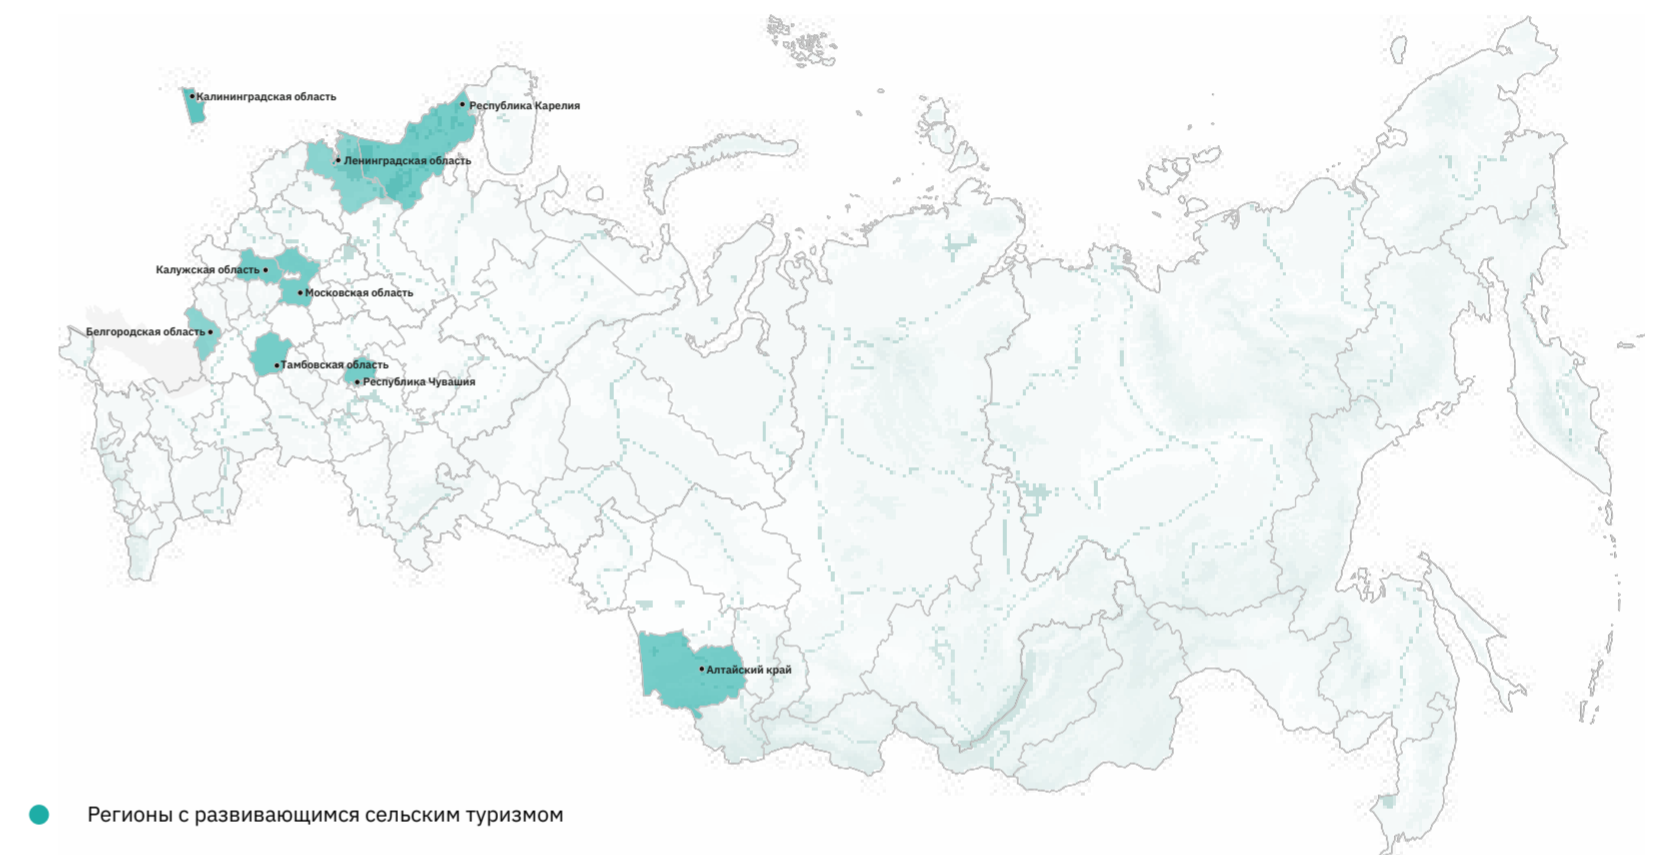 Калининградская область
Республика Карелия
Ленинградская область
Калужская область
Московская область
Белгородская область
Тамбовская область
Республика Чувашия
Алтайский край
Регионы с развивающимся сельским туризмом